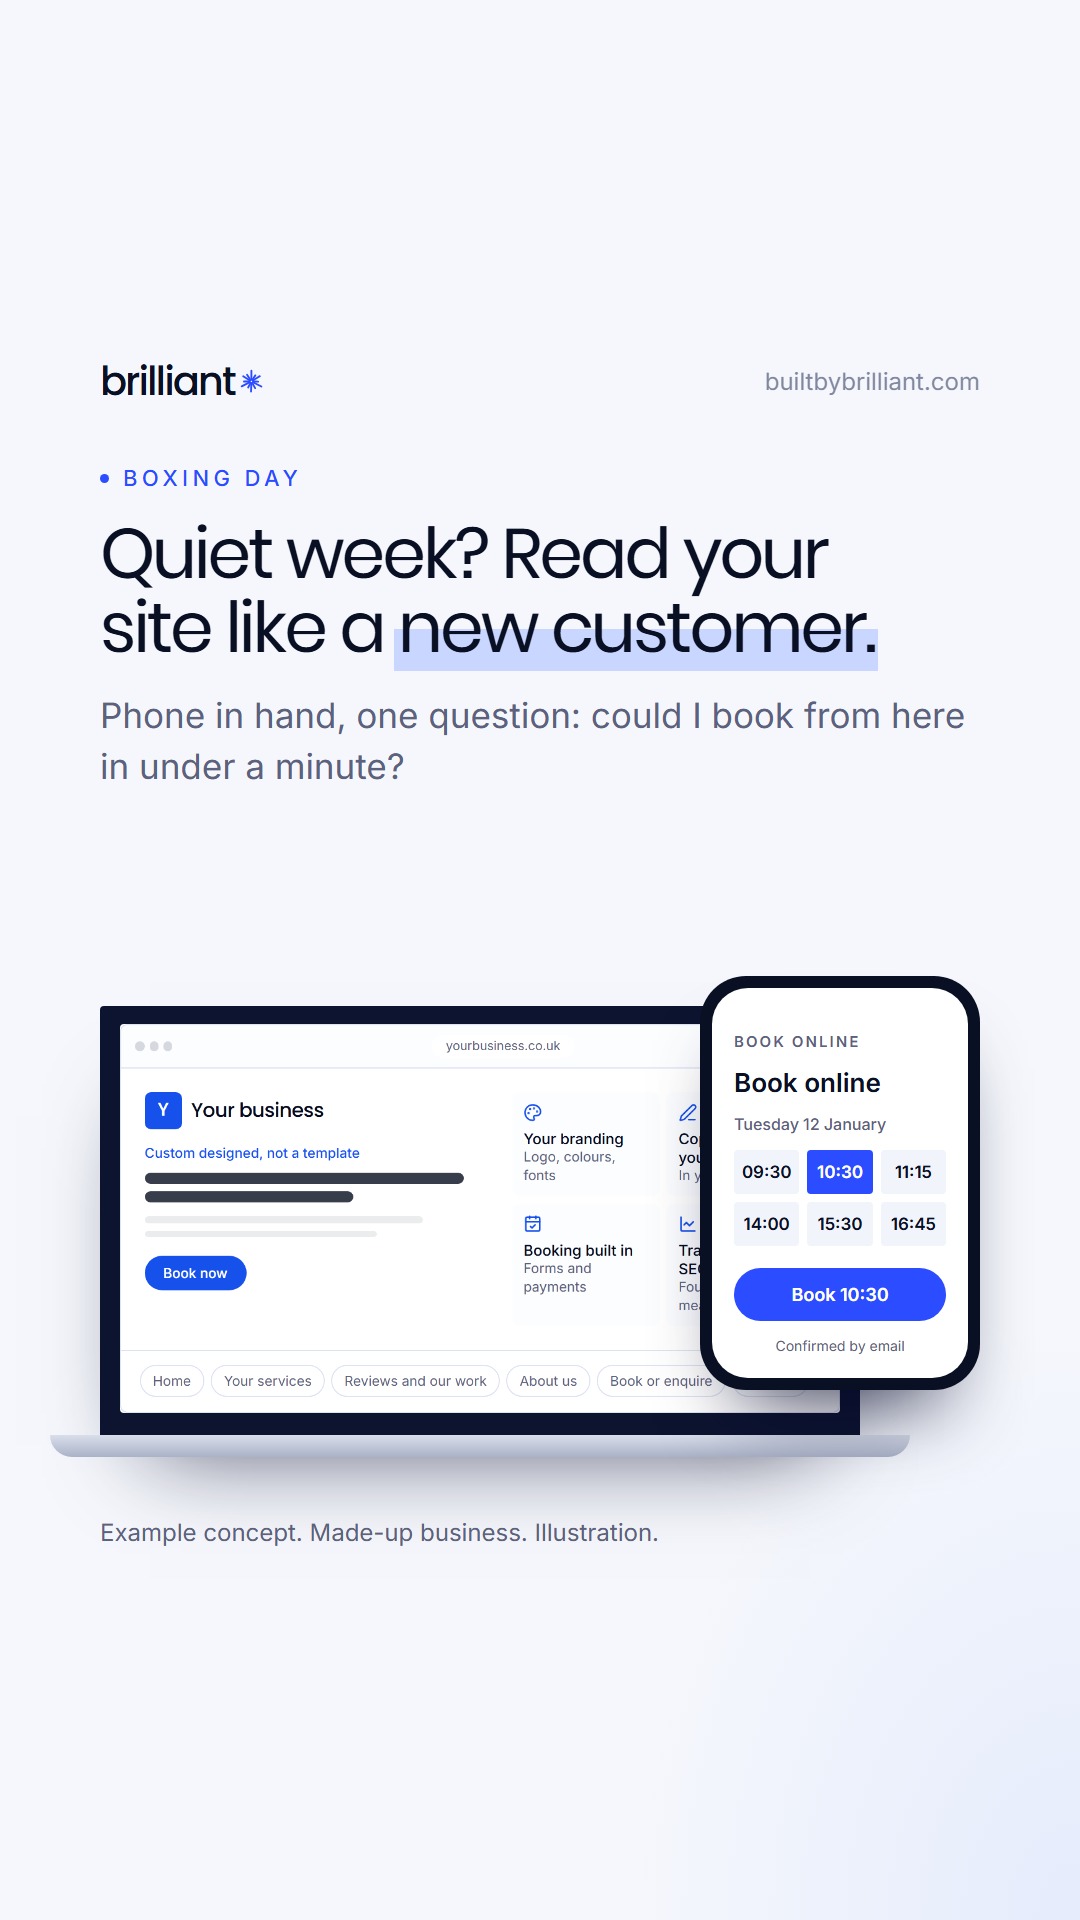 brilliant
builtbybrilliant.com
BOXING DAY
Quiet week? Read your
site like a new customer.
Phone in hand, one question: could I book from here
in under a minute?
yourbusiness.co.uk
Y Your business
Custom designed, not a template
Book now
Your branding
Logo, colours,
fonts
Booking built in
Forms and
payments
Home
Your services
Reviews and our work
About us
Book or enquire
BOOK ONLINE
Book online
Tuesday 12 January
09:30 10:30 11:15
14:00 15:30 16:45
Book 10:30
Confirmed by email
Example concept. Made-up business. Illustration.